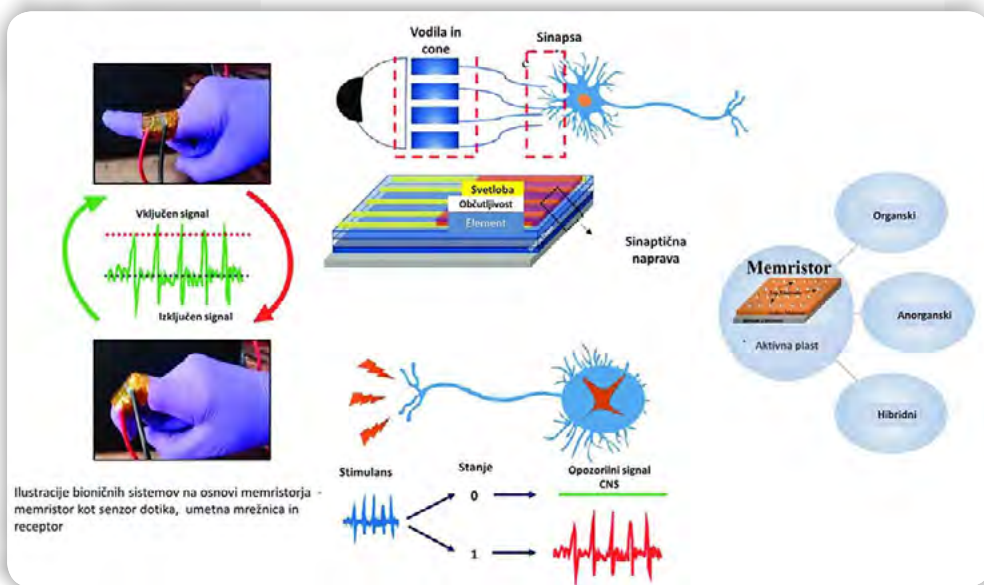 Vodila in
cone
Sinapsa
Vključen signal
Izključen signal
Svetloba
Občutljivost
Element
Sinaptična
naprava
Organski
Memristor
Aktivna plast
Anorganski
Hibridni
Stimulans
Stanje
Opozorilni signal
CNS
0
1
Ilustracije bioničnih sistemov na osnovi memristorja -
memristor kot senzor dotika, umetna mrežnica in
receptor